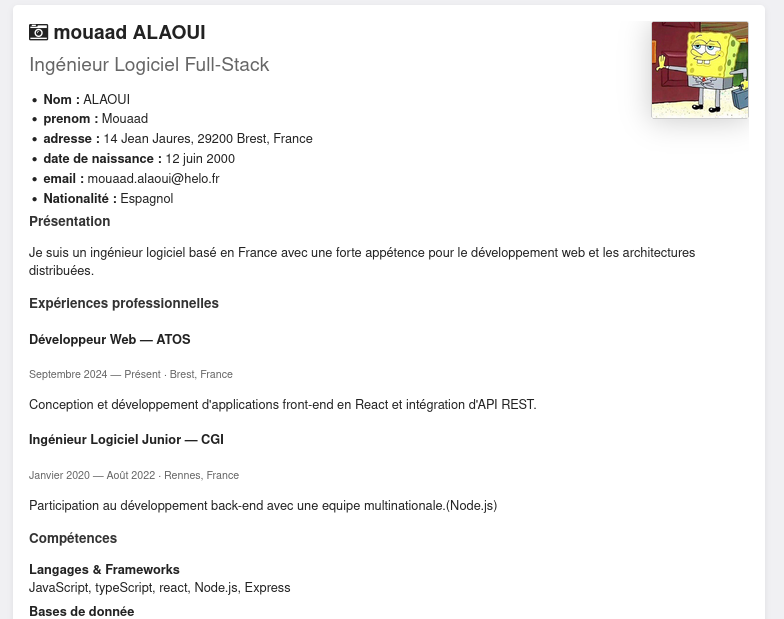 mouaad ALAOUI
Ingénieur Logiciel Full-Stack
• Nom : ALAOUI
• prenom : Mouaad
• adresse : 14 Jean Jaures, 29200 Brest, France
• date de naissance : 12 juin 2000
• email : mouaad.alaoui@helo.fr
• Nationalité : Espagnol
Présentation
Je suis un ingénieur logiciel basé en France avec une forte appétence pour le développement web et les architectures
distribuées.
Expériences professionnelles
Développeur Web — ATOS
Septembre 2024 — Présent · Brest, France
Conception et développement d'applications front-end en React et intégration d'API REST.
Ingénieur Logiciel Junior — CGI
Janvier 2020 — Août 2022 · Rennes, France
Participation au développement back-end avec une equipe multinationale.(Node.js)
Compétences
Langages & Frameworks
JavaScript, typeScript, react, Node.js, Express
Bases de donnée